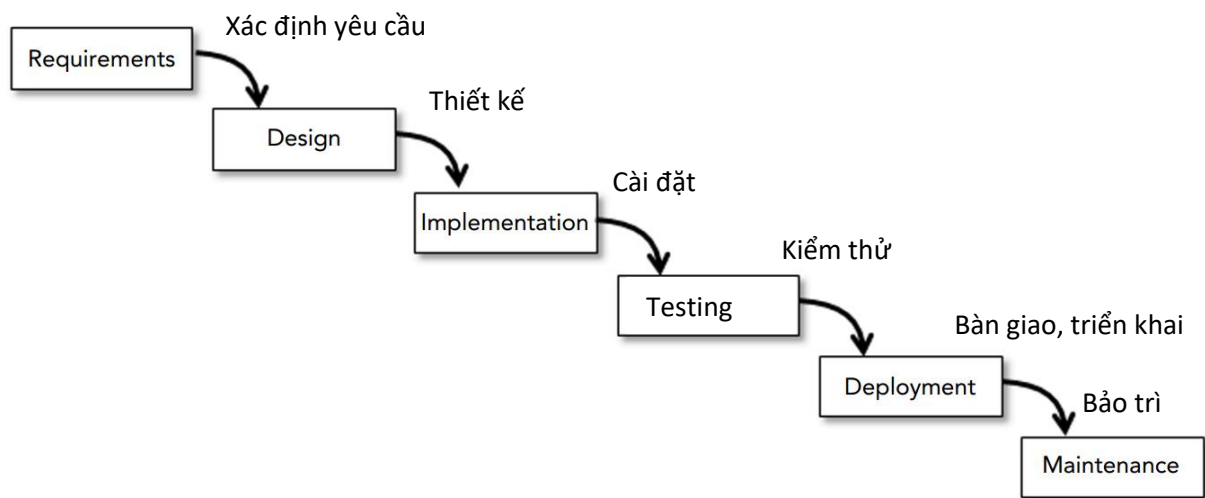 Xác định yêu cầu
Requirements
Thiết kế
Design
Cài đặt
Implementation
Kiểm thử
Testing
Bàn giao, triển khai
Deployment
Bảo trì
Maintenance